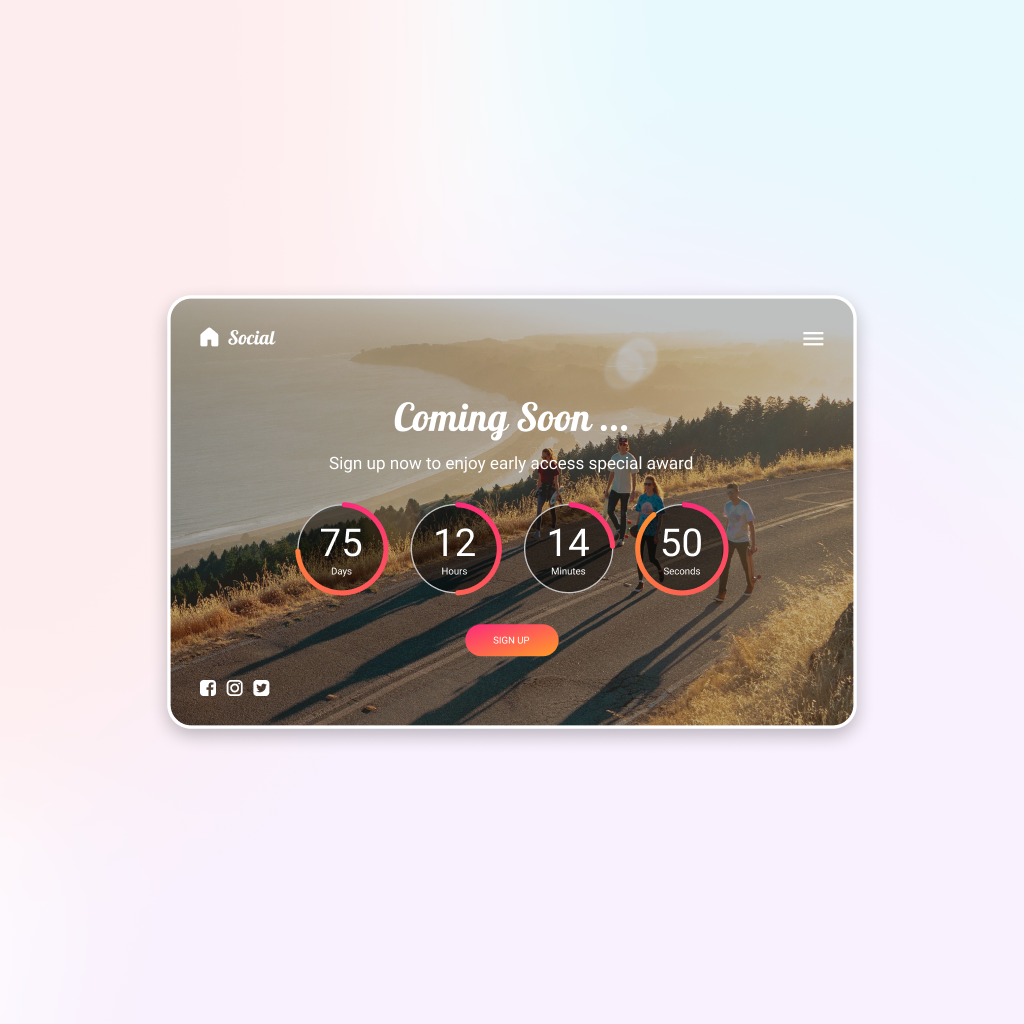 Social
Coming Soon ...
Sign up now to enjoy early access special award
75 12 14 50
Days Hours Minutes Seconds
SIGN UP